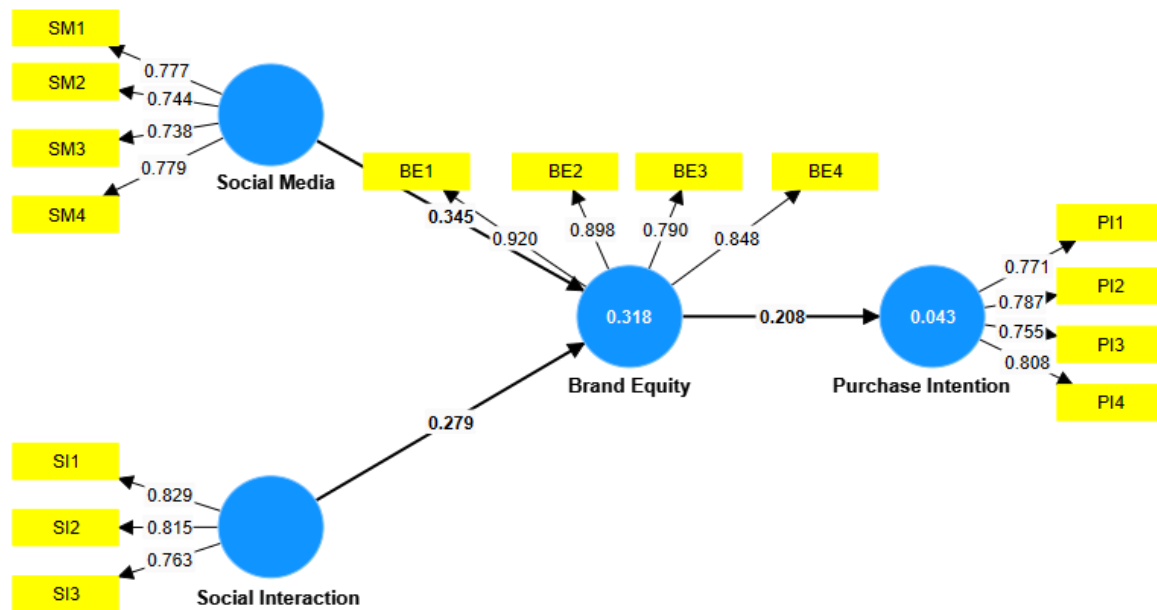 SM1
SM2
SM3
SM4
0.777
0.744
0.738
0.779
Social Media
0.345
BE1
BE2
BE3
BE4
0.920
0.898
0.790
0.848
0.318
Brand Equity
0.208
0.043
Purchase Intention
PI1
PI2
PI3
PI4
0.771
0.787
0.755
0.808
0.279
SI1
SI2
SI3
0.829
0.815
0.763
Social Interaction